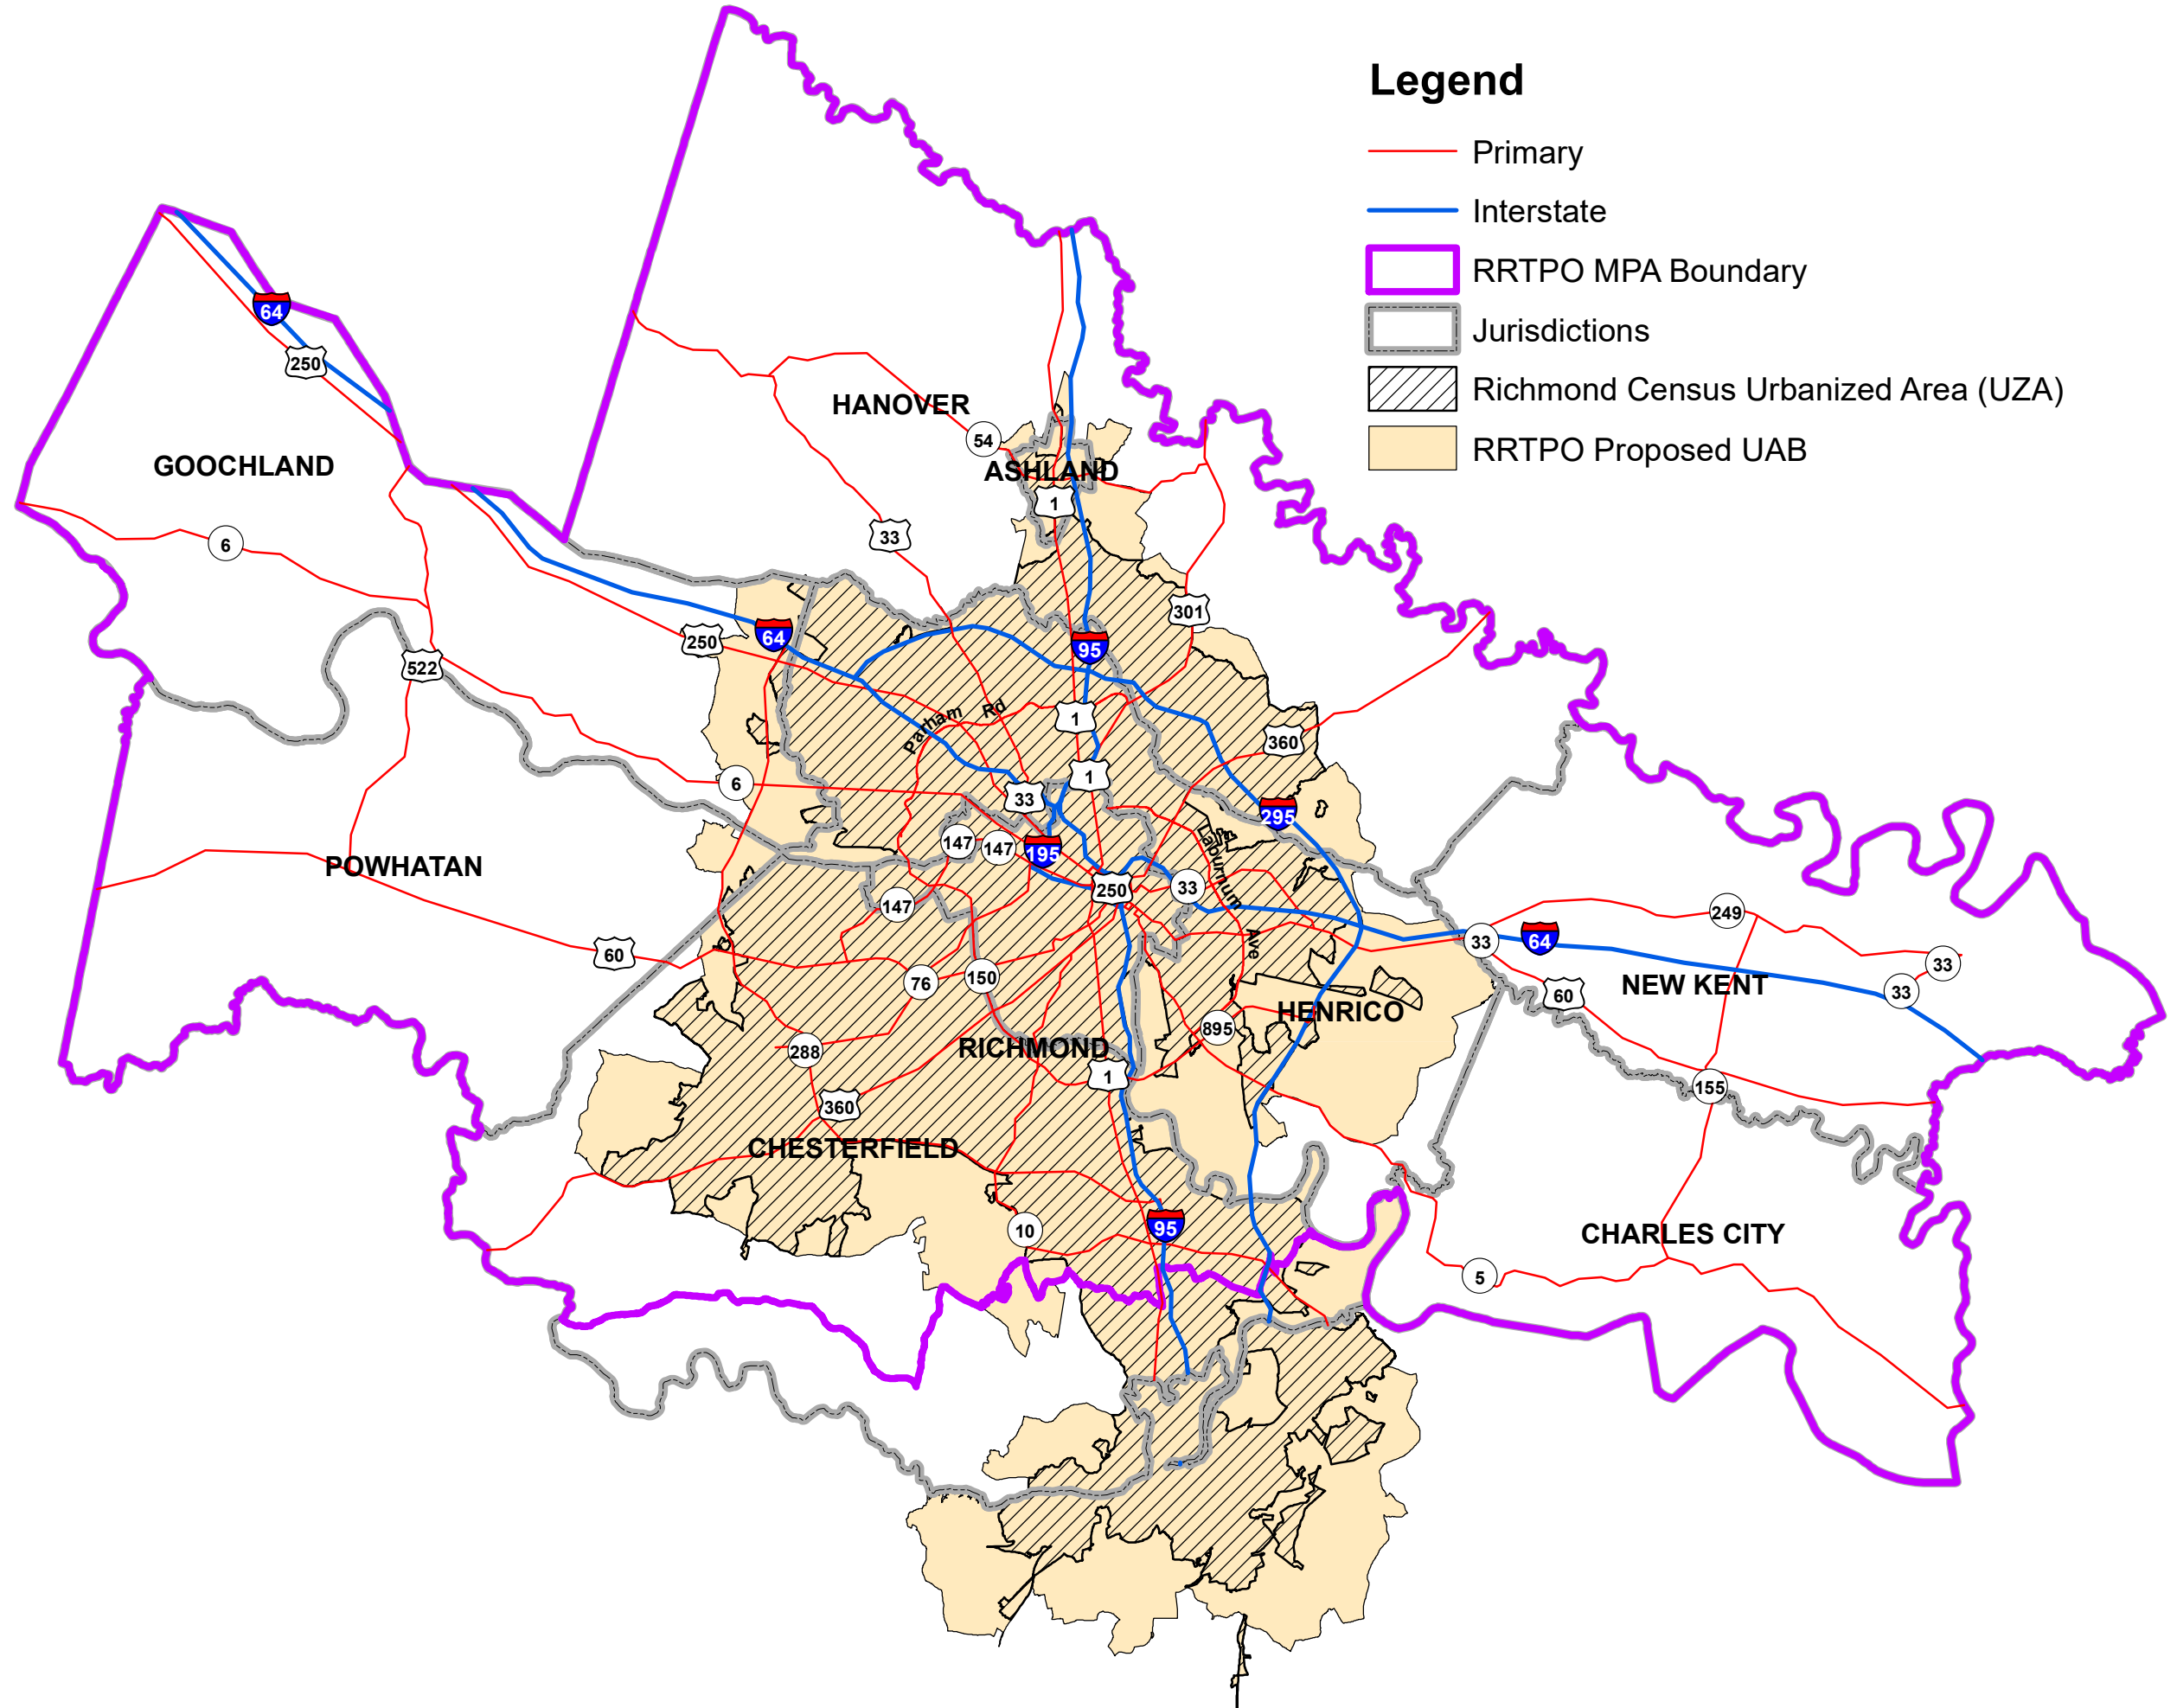 Legend
Primary
Interstate
RRTPO MPA Boundary
Jurisdictions
Richmond Census Urbanized Area (UZA)
RRTPO Proposed UAB
64
250
HANOVER
54
GOOCHLAND
ASHLAND
1
33
6
301
64
250
95
522
Parham Rd
1
360
1
6
33
295
147
147
195
Laburnum Ave
POWHATAN
250
33
147
249
33
64
60
33
76
150
NEW KENT
33
60
HENRICO
895
288
RICHMOND
1
155
360
CHESTERFIELD
10
95
CHARLES CITY
5